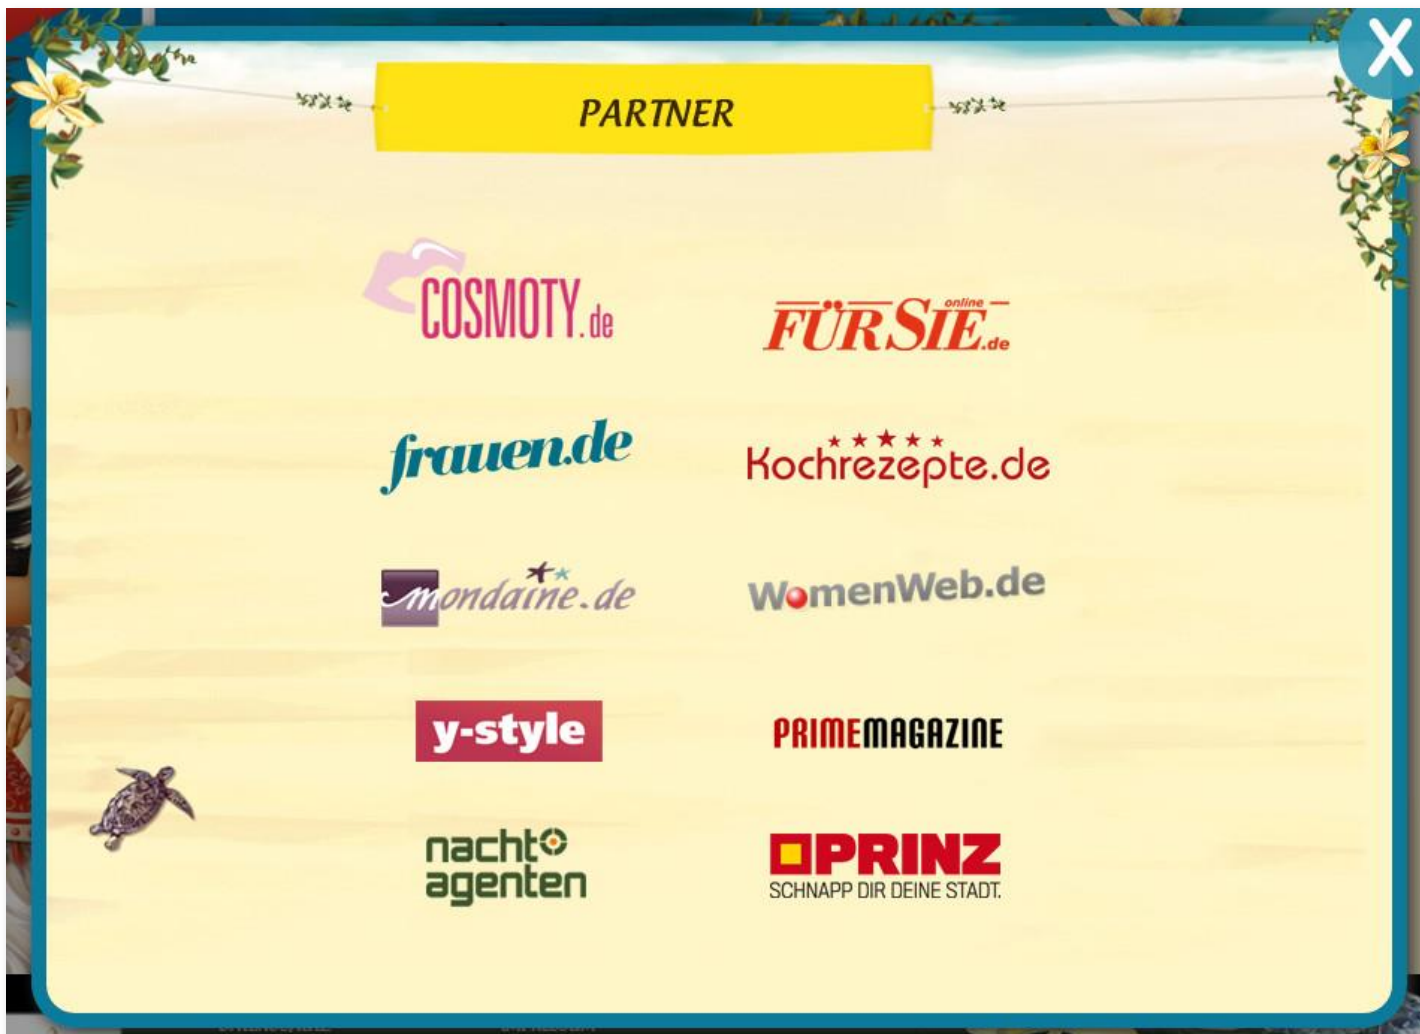 X
PARTNER
COSMOTY.de
FÜR SIE online .de
frauen.de
Kochrezepte.de
mondaine.de
WomenWeb.de
y-style
PRIMEMAGAZINE
nacht
agenten
PRINZ
SCHNAPP DIR DEINE STADT.